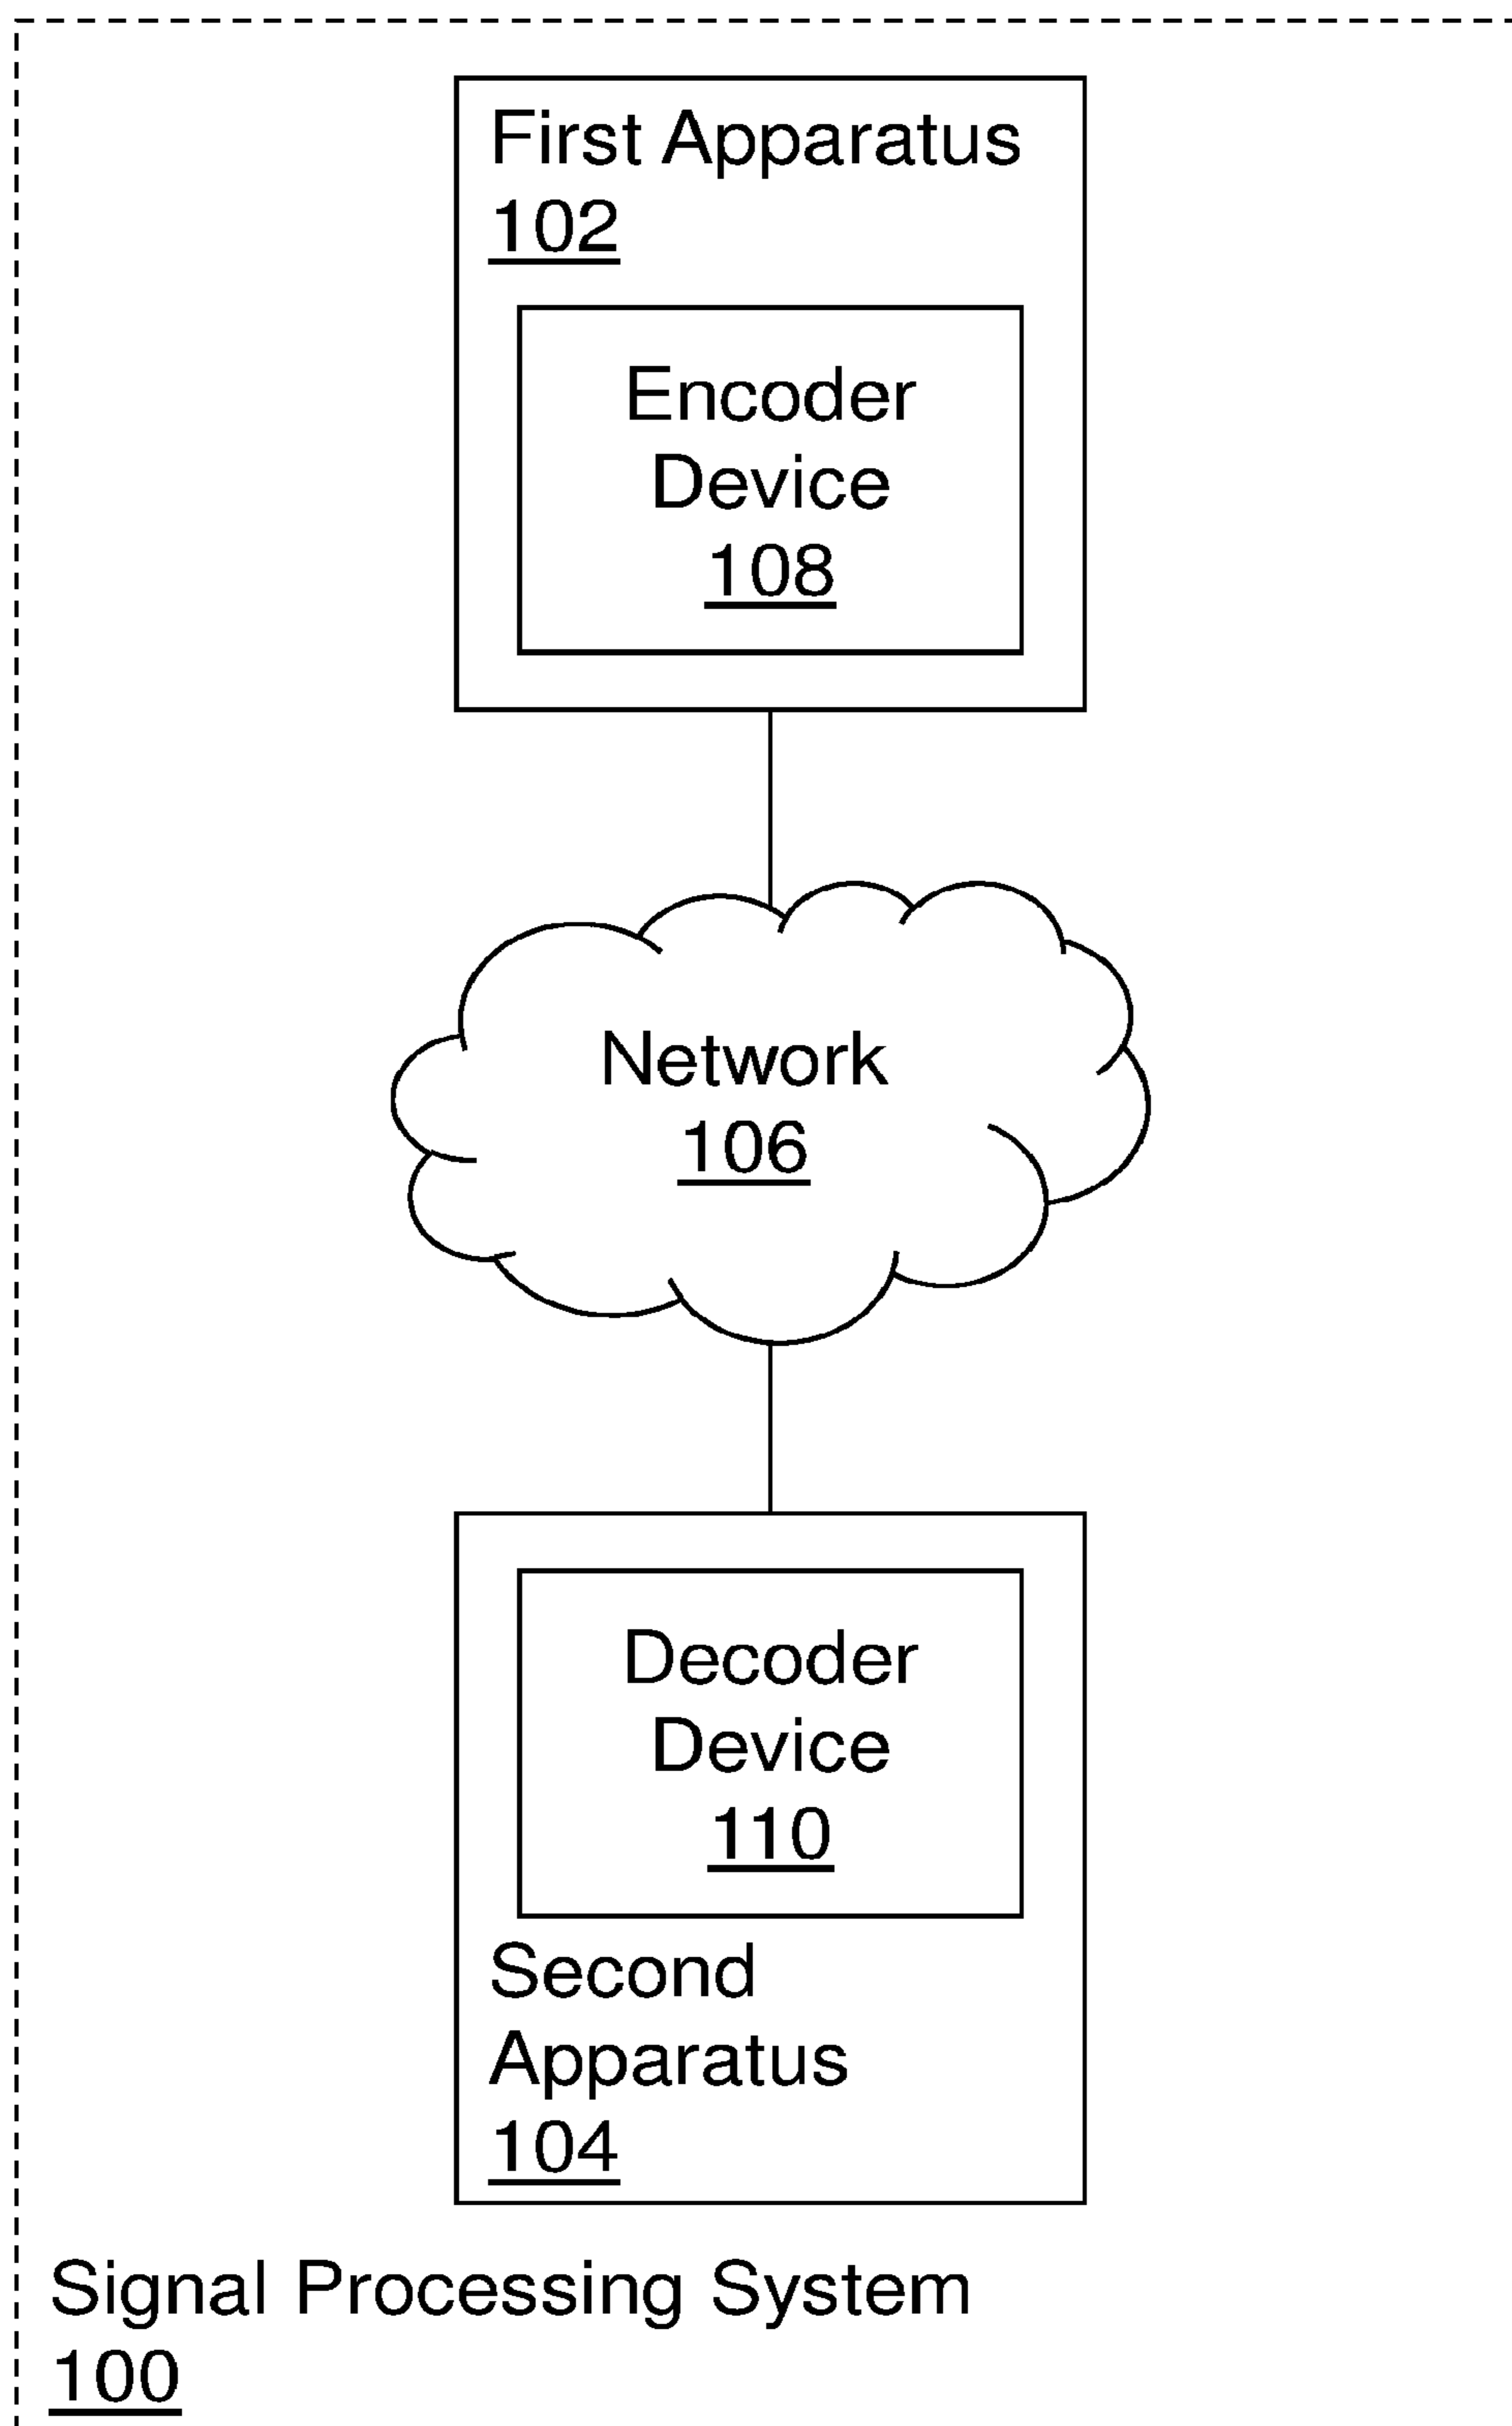 First Apparatus
102
Encoder
Device
108
Network
106
Decoder
Device
110
Second
Apparatus
104
Signal Processing System
100